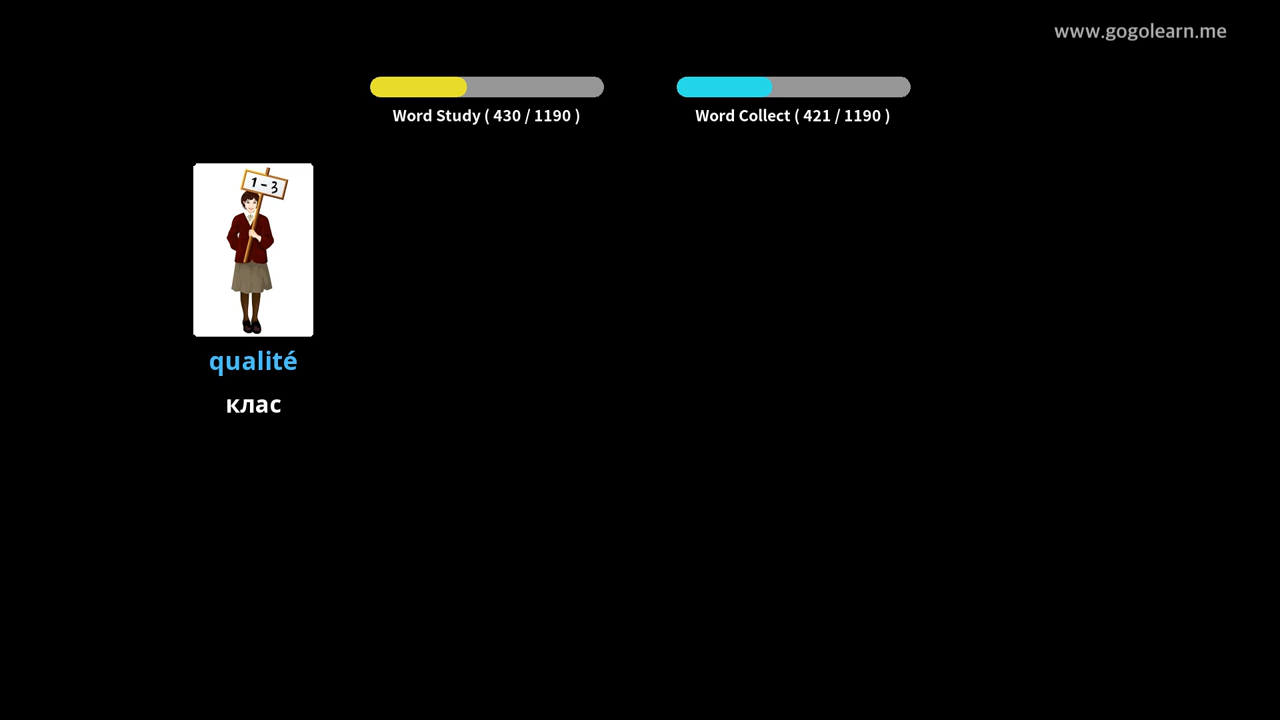 www.gogolearn.me
Word Study ( 430 / 1190 )
Word Collect ( 421 / 1190 )
1 - 3
qualité
клас